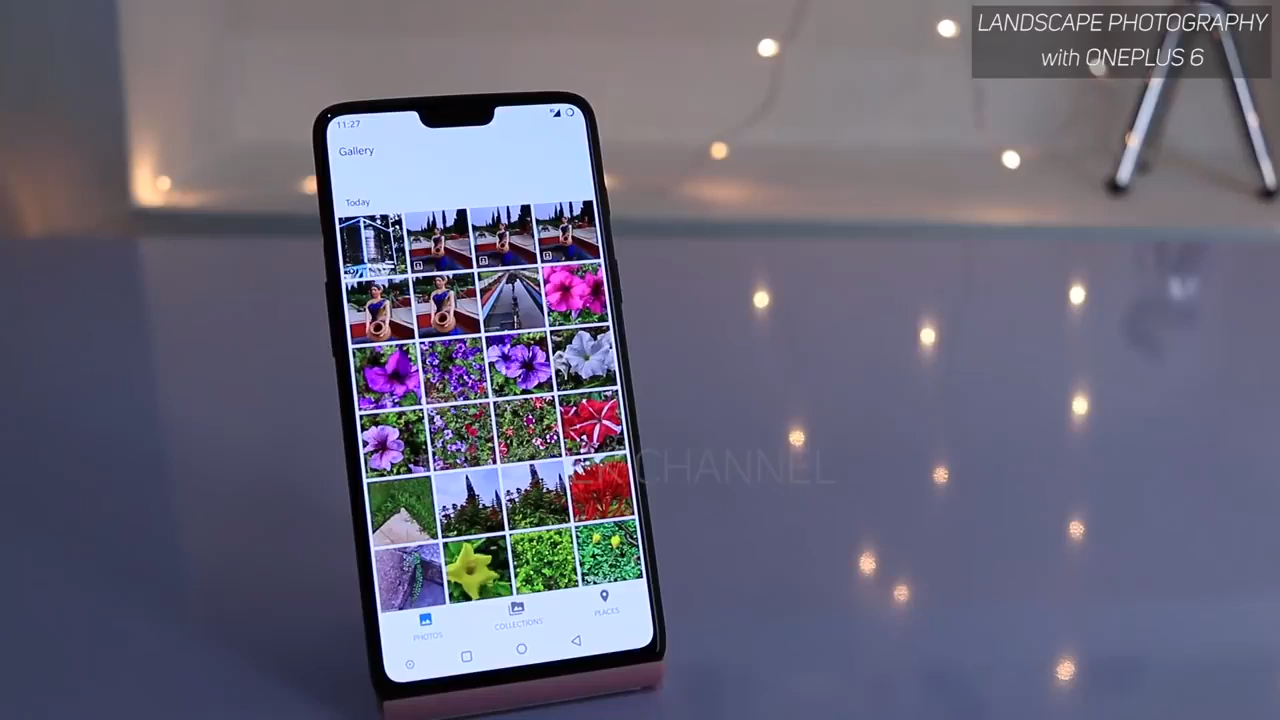 LANDSCAPE PHOTOGRAPHY
with ONEPLUS 6
11:27
Gallery
Today
CHANNEL
PHOTOS
COLLECTIONS
PLACES